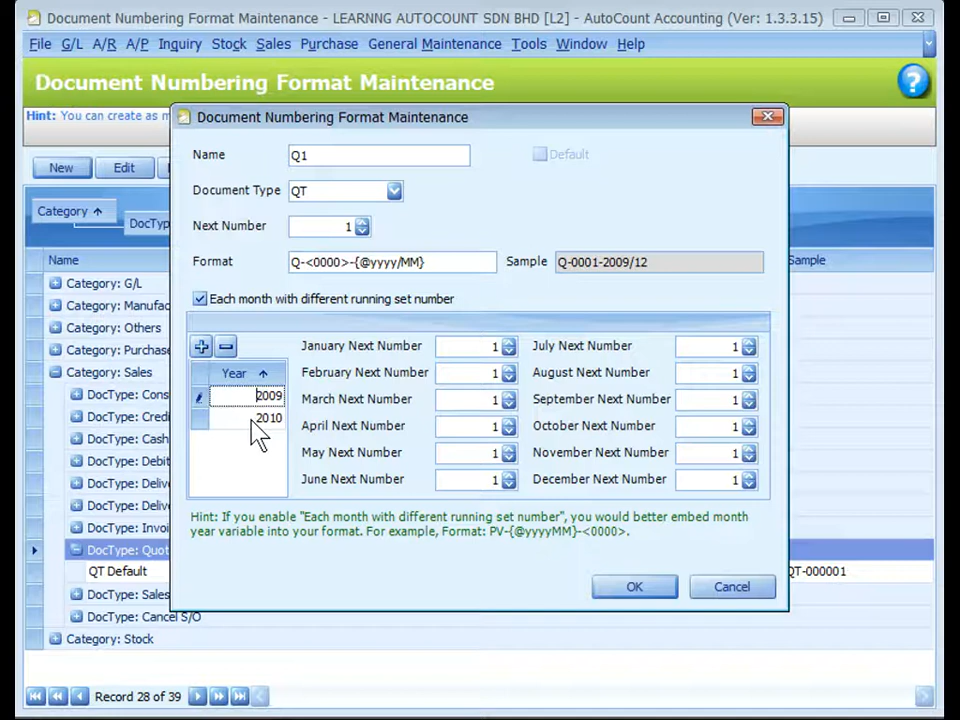 Document Numbering Format Maintenance - LEARNNG AUTOCOUNT SDN BHD [L2] - AutoCount Accounting (Ver: 1.3.3.15)
File G/L A/R A/P Inquiry Stock Sales Purchase General Maintenance Tools Window Help
Document Numbering Format Maintenance
Hint: You can create as m
New Edit
Category
DocTyp
Name Sample
Category: G/L
Category: Manufac
Category: Others
Category: Purchase
Category: Sales
DocType: Cons
DocType: Credi
DocType: Cash
DocType: Debit
DocType: Delive
DocType: Delive
DocType: Invoi
DocType: Quot
QT Default QT-000001
DocType: Sales
DocType: Cancel S/O
Category: Stock
Record 28 of 39
Document Numbering Format Maintenance
Name Q1 Default
Document Type QT
Next Number 1
Format Q-<0000>-{@yyyy/MM} Sample Q-0001-2009/12
Each month with different running set number
Year
2009
2010
January Next Number 1 July Next Number 1
February Next Number 1 August Next Number 1
March Next Number 1 September Next Number 1
April Next Number 1 October Next Number 1
May Next Number 1 November Next Number 1
June Next Number 1 December Next Number 1
Hint: If you enable "Each month with different running set number", you would better embed month
year variable into your format. For example, Format: PV-{@yyyyMM}-<0000>.
OK Cancel